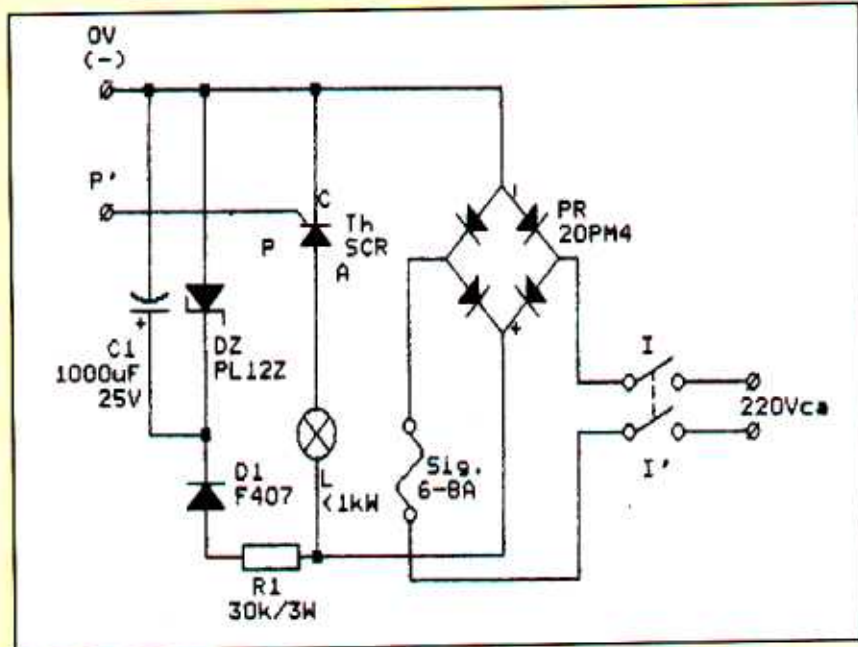 0V
(-)
P'
C
Th
SCR
P
A
PR
20PM4
-
+
C1
1000uF
25V
+
DZ
PL12Z
I
220Vca
I'
D1
F407
L
<1kW
Sig.
6-8A
R1
30k/3W